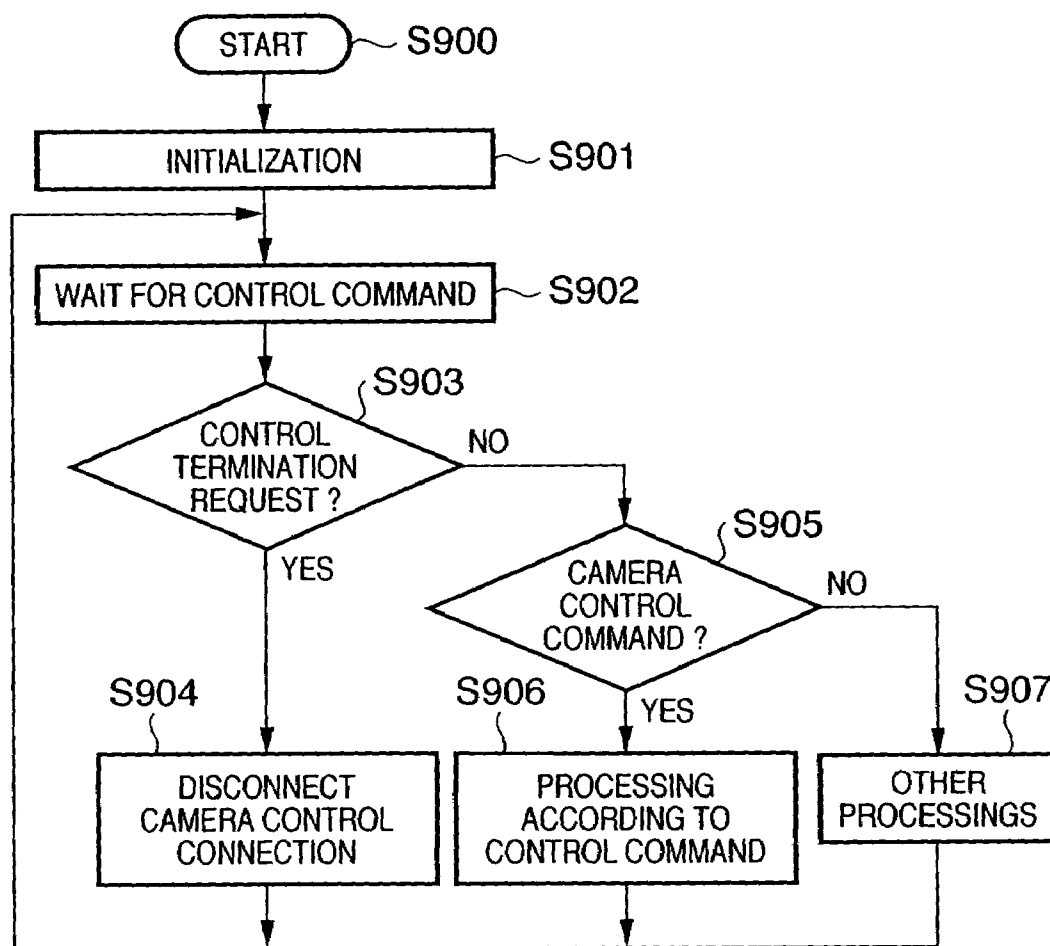 START
S900
INITIALIZATION
S901
WAIT FOR CONTROL COMMAND
S902
S903
CONTROL
TERMINATION
REQUEST ?
NO
YES
S905
CAMERA
CONTROL
COMMAND ?
NO
YES
S904
DISCONNECT
CAMERA CONTROL
CONNECTION
S906
PROCESSING
ACCORDING TO
CONTROL COMMAND
S907
OTHER
PROCESSINGS